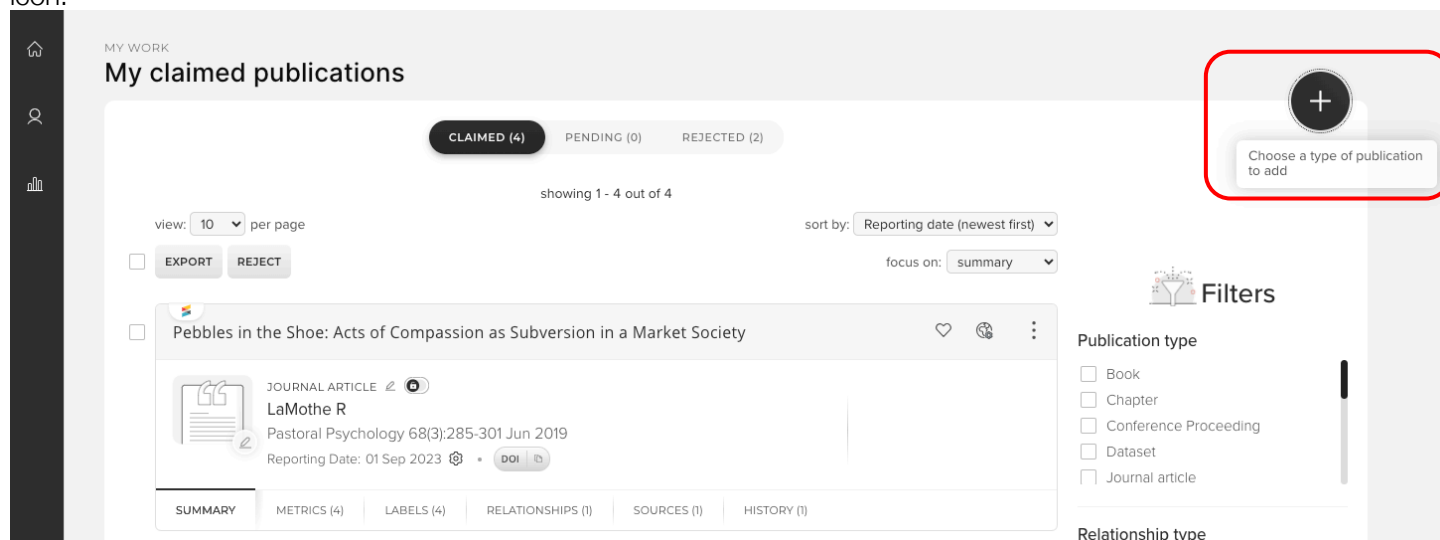 icon.
MY WORK
My claimed publications
+
Choose a type of publication
to add
CLAIMED (4) PENDING (0) REJECTED (2)
showing 1 - 4 out of 4
view: 10 per page
sort by: Reporting date (newest first)
EXPORT REJECT
focus on: summary
Filters
Pebbles in the Shoe: Acts of Compassion as Subversion in a Market Society
JOURNAL ARTICLE
LaMothe R
Pastoral Psychology 68(3):285-301 Jun 2019
Reporting Date: 01 Sep 2023 • DOI
SUMMARY METRICS (4) LABELS (4) RELATIONSHIPS (1) SOURCES (1) HISTORY (1)
Publication type
Book
Chapter
Conference Proceeding
Dataset
Journal article
Relationship type